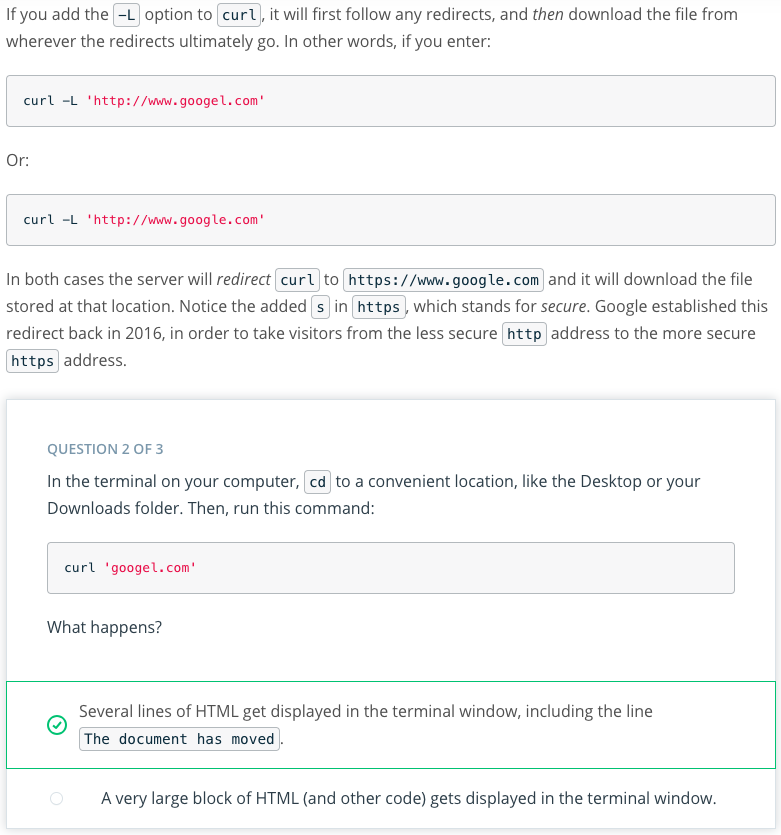 If you add the -L option to curl, it will first follow any redirects, and then download the file from
wherever the redirects ultimately go. In other words, if you enter:
curl -L 'http://www.googel.com'
Or:
curl -L 'http://www.google.com'
In both cases the server will redirect curl to https://www.google.com and it will download the file
stored at that location. Notice the added s in https, which stands for secure. Google established this
redirect back in 2016, in order to take visitors from the less secure http address to the more secure
https address.
QUESTION 2 OF 3
In the terminal on your computer, cd to a convenient location, like the Desktop or your
Downloads folder. Then, run this command:
curl 'googel.com'
What happens?
Several lines of HTML get displayed in the terminal window, including the line
The document has moved.
A very large block of HTML (and other code) gets displayed in the terminal window.